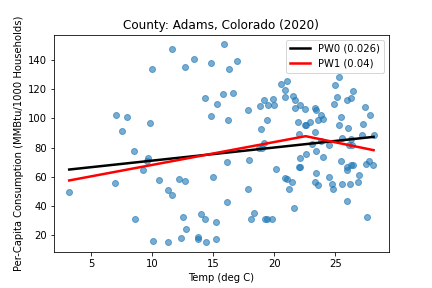 County: Adams, Colorado (2020)
PW0 (0.026)
PW1 (0.04)
Per-Capita Consumption (MMBtu/1000 Households)
140
120
100
80
60
40
20
5 10 15 20 25
Temp (deg C)